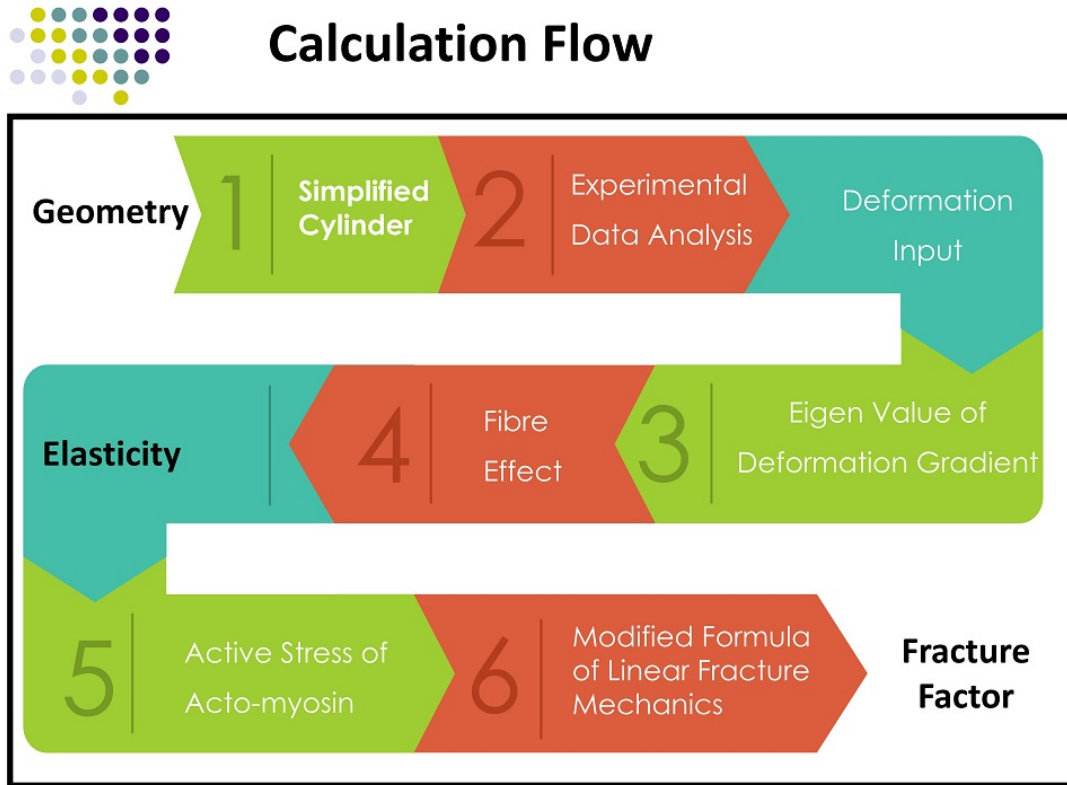 Calculation Flow
Geometry
1
Simplified
Cylinder
2
Experimental
Data Analysis
Deformation
Input
3
Eigen Value of
Deformation Gradient
4
Fibre
Effect
Elasticity
5
Active Stress of
Acto-myosin
6
Modified Formula
of Linear Fracture
Mechanics
Fracture
Factor